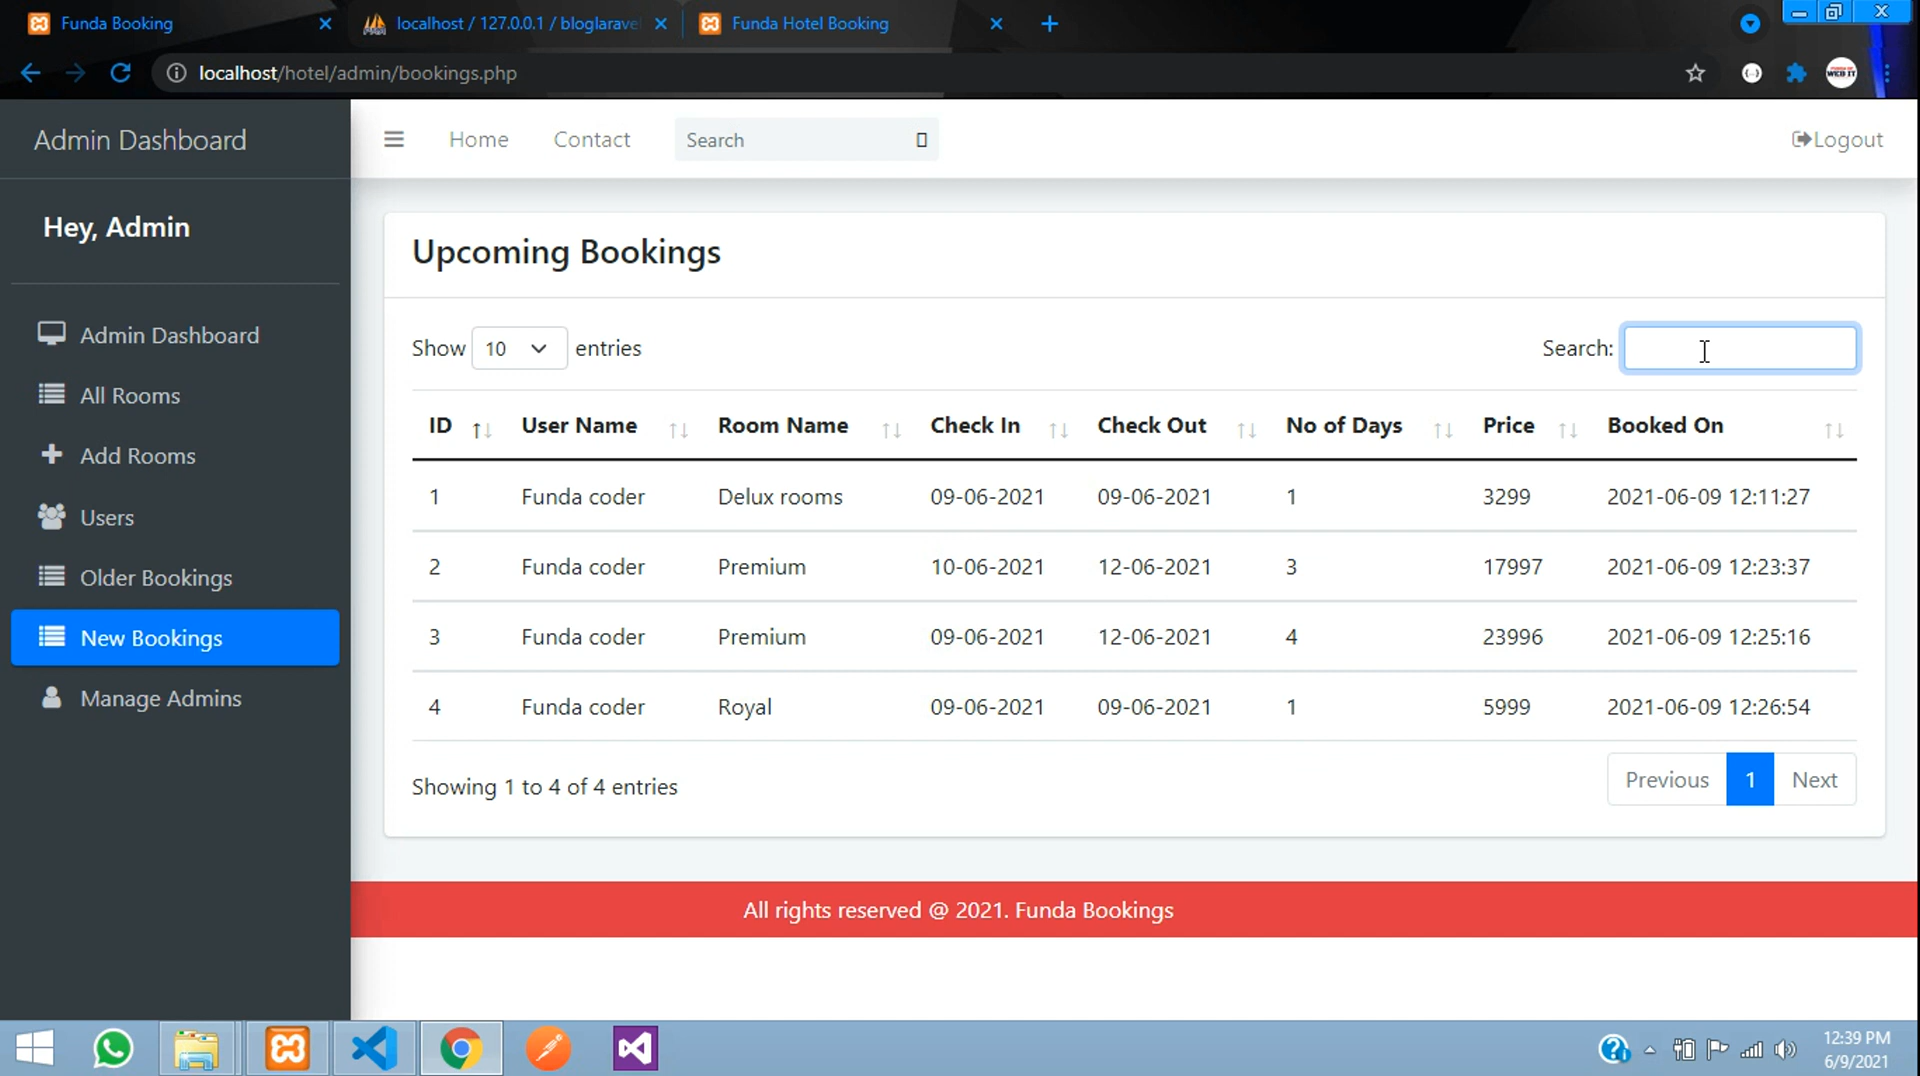 Funda Booking
localhost / 127.0.0.1 / bloglarave
Funda Hotel Booking
localhost/hotel/admin/bookings.php
WEB IT
Admin Dashboard
Home
Contact
Search
Logout
Hey, Admin
Admin Dashboard
All Rooms
Add Rooms
Users
Older Bookings
New Bookings
Manage Admins
Upcoming Bookings
Show 10 entries
Search:
ID User Name Room Name Check In Check Out No of Days Price Booked On
1 Funda coder Delux rooms 09-06-2021 09-06-2021 1 3299 2021-06-09 12:11:27
2 Funda coder Premium 10-06-2021 12-06-2021 3 17997 2021-06-09 12:23:37
3 Funda coder Premium 09-06-2021 12-06-2021 4 23996 2021-06-09 12:25:16
4 Funda coder Royal 09-06-2021 09-06-2021 1 5999 2021-06-09 12:26:54
Showing 1 to 4 of 4 entries
Previous 1 Next
All rights reserved @ 2021. Funda Bookings
12:39 PM
6/9/2021